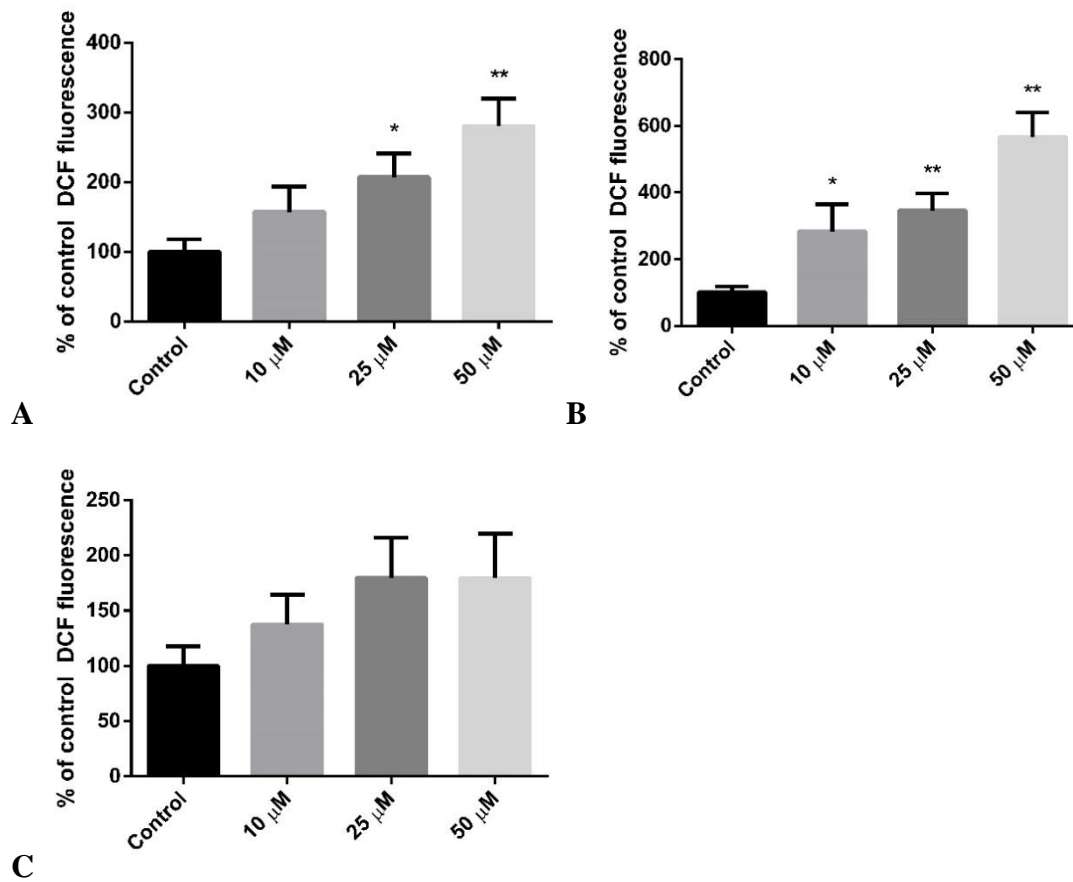 % of control DCF fluorescence
400
300
200
100
0
*
**
Control
10 μM
25 μM
50 μM
A
% of control DCF fluorescence
800
600
400
200
0
*
**
**
Control
10 μM
25 μM
50 μM
B
% of control DCF fluorescence
250
200
150
100
50
0
Control
10 μM
25 μM
50 μM
C